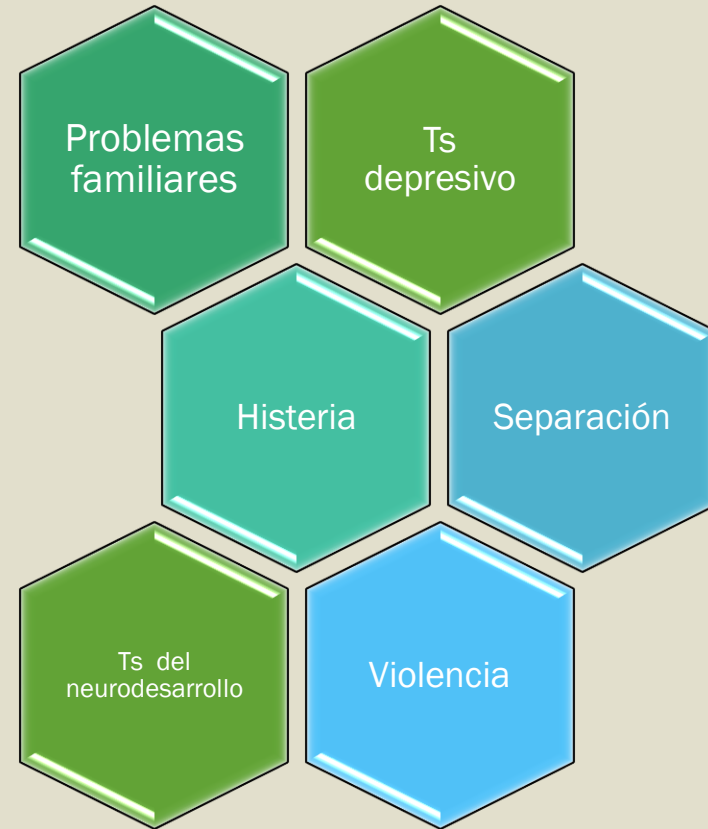 Problemas
familiares
Ts
depresivo
Histeria
Separación
Ts del
neurodesarrollo
Violencia